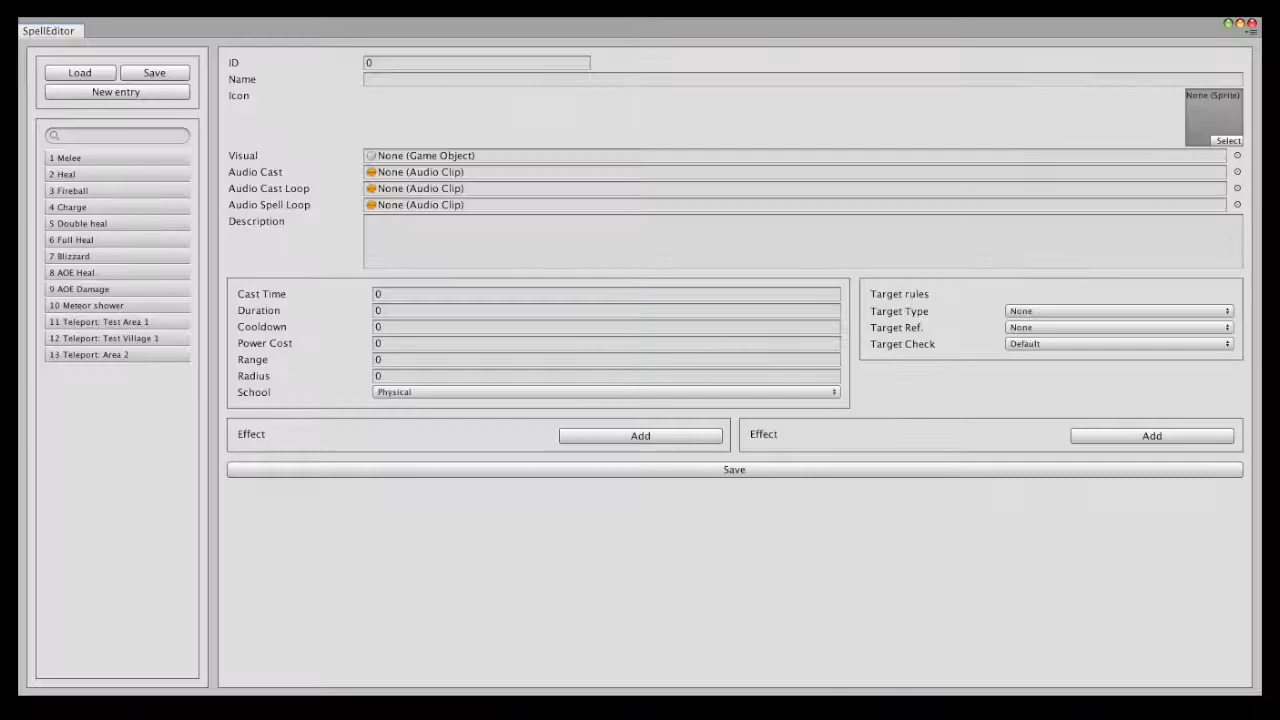 SpellEditor
Load Save
New entry
1 Melee
2 Heal
3 Fireball
4 Charge
5 Double heal
6 Full Heal
7 Blizzard
8 AOE Heal
9 AOE Damage
10 Meteor shower
11 Teleport: Test Area 1
12 Teleport: Test Village 1
13 Teleport: Area 2
ID 0
Name
Icon None (Sprite)
Select
Visual None (Game Object)
Audio Cast None (Audio Clip)
Audio Cast Loop None (Audio Clip)
Audio Spell Loop None (Audio Clip)
Description
Cast Time 0
Duration 0
Cooldown 0
Power Cost 0
Range 0
Radius 0
School Physical
Target rules
Target Type None
Target Ref. None
Target Check Default
Effect Add
Effect Add
Save